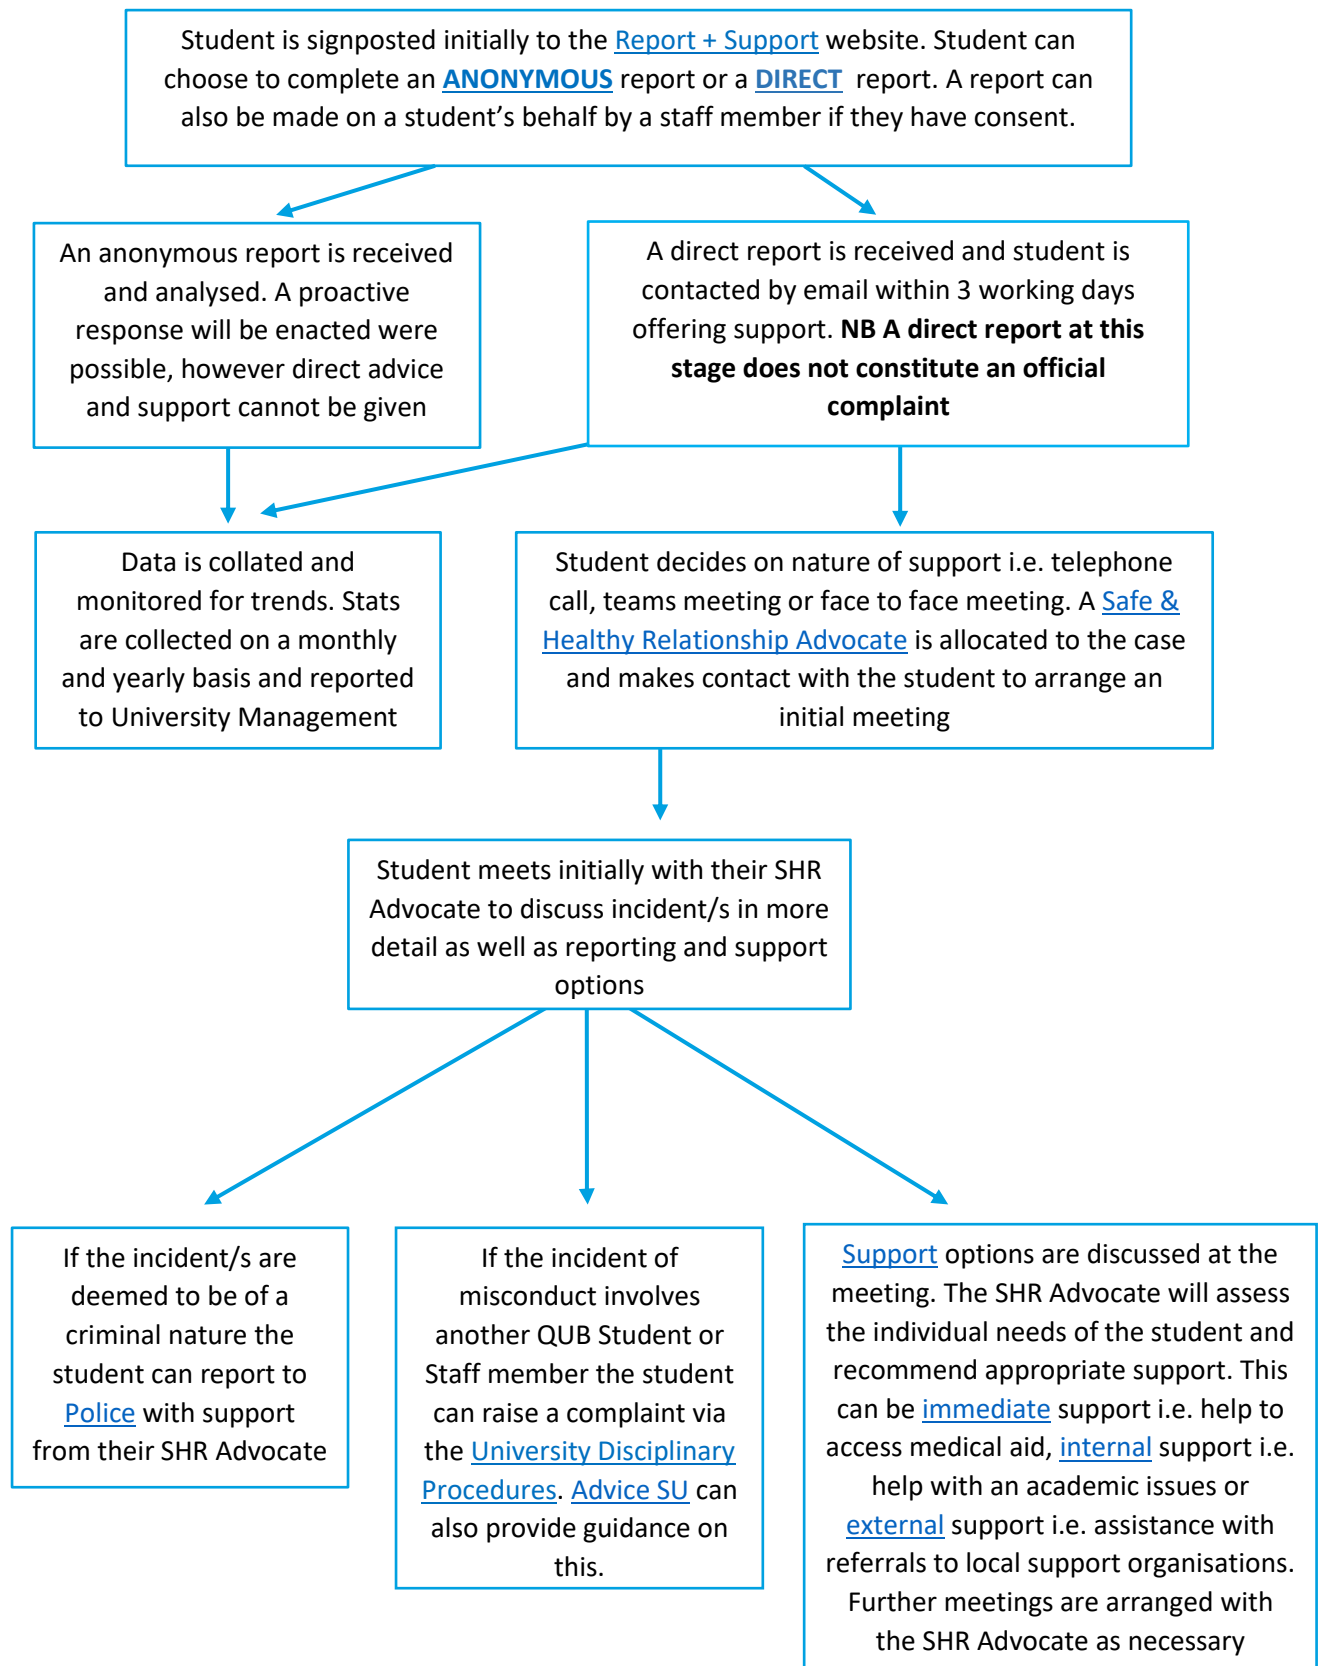 Student is signposted initially to the Report + Support website. Student can
choose to complete an ANONYMOUS report or a DIRECT report. A report can
also be made on a student’s behalf by a staff member if they have consent.
An anonymous report is received
and analysed. A proactive
response will be enacted were
possible, however direct advice
and support cannot be given
A direct report is received and student is
contacted by email within 3 working days
offering support. NB A direct report at this
stage does not constitute an official
complaint
Data is collated and
monitored for trends. Stats
are collected on a monthly
and yearly basis and reported
to University Management
Student decides on nature of support i.e. telephone
call, teams meeting or face to face meeting. A Safe &
Healthy Relationship Advocate is allocated to the case
and makes contact with the student to arrange an
initial meeting
Student meets initially with their SHR
Advocate to discuss incident/s in more
detail as well as reporting and support
options
If the incident/s are
deemed to be of a
criminal nature the
student can report to
Police with support
from their SHR Advocate
If the incident of
misconduct involves
another QUB Student or
Staff member the student
can raise a complaint via
the University Disciplinary
Procedures. Advice SU can
also provide guidance on
this.
Support options are discussed at the
meeting. The SHR Advocate will assess
the individual needs of the student and
recommend appropriate support. This
can be immediate support i.e. help to
access medical aid, internal support i.e.
help with an academic issues or
external support i.e. assistance with
referrals to local support organisations.
Further meetings are arranged with
the SHR Advocate as necessary